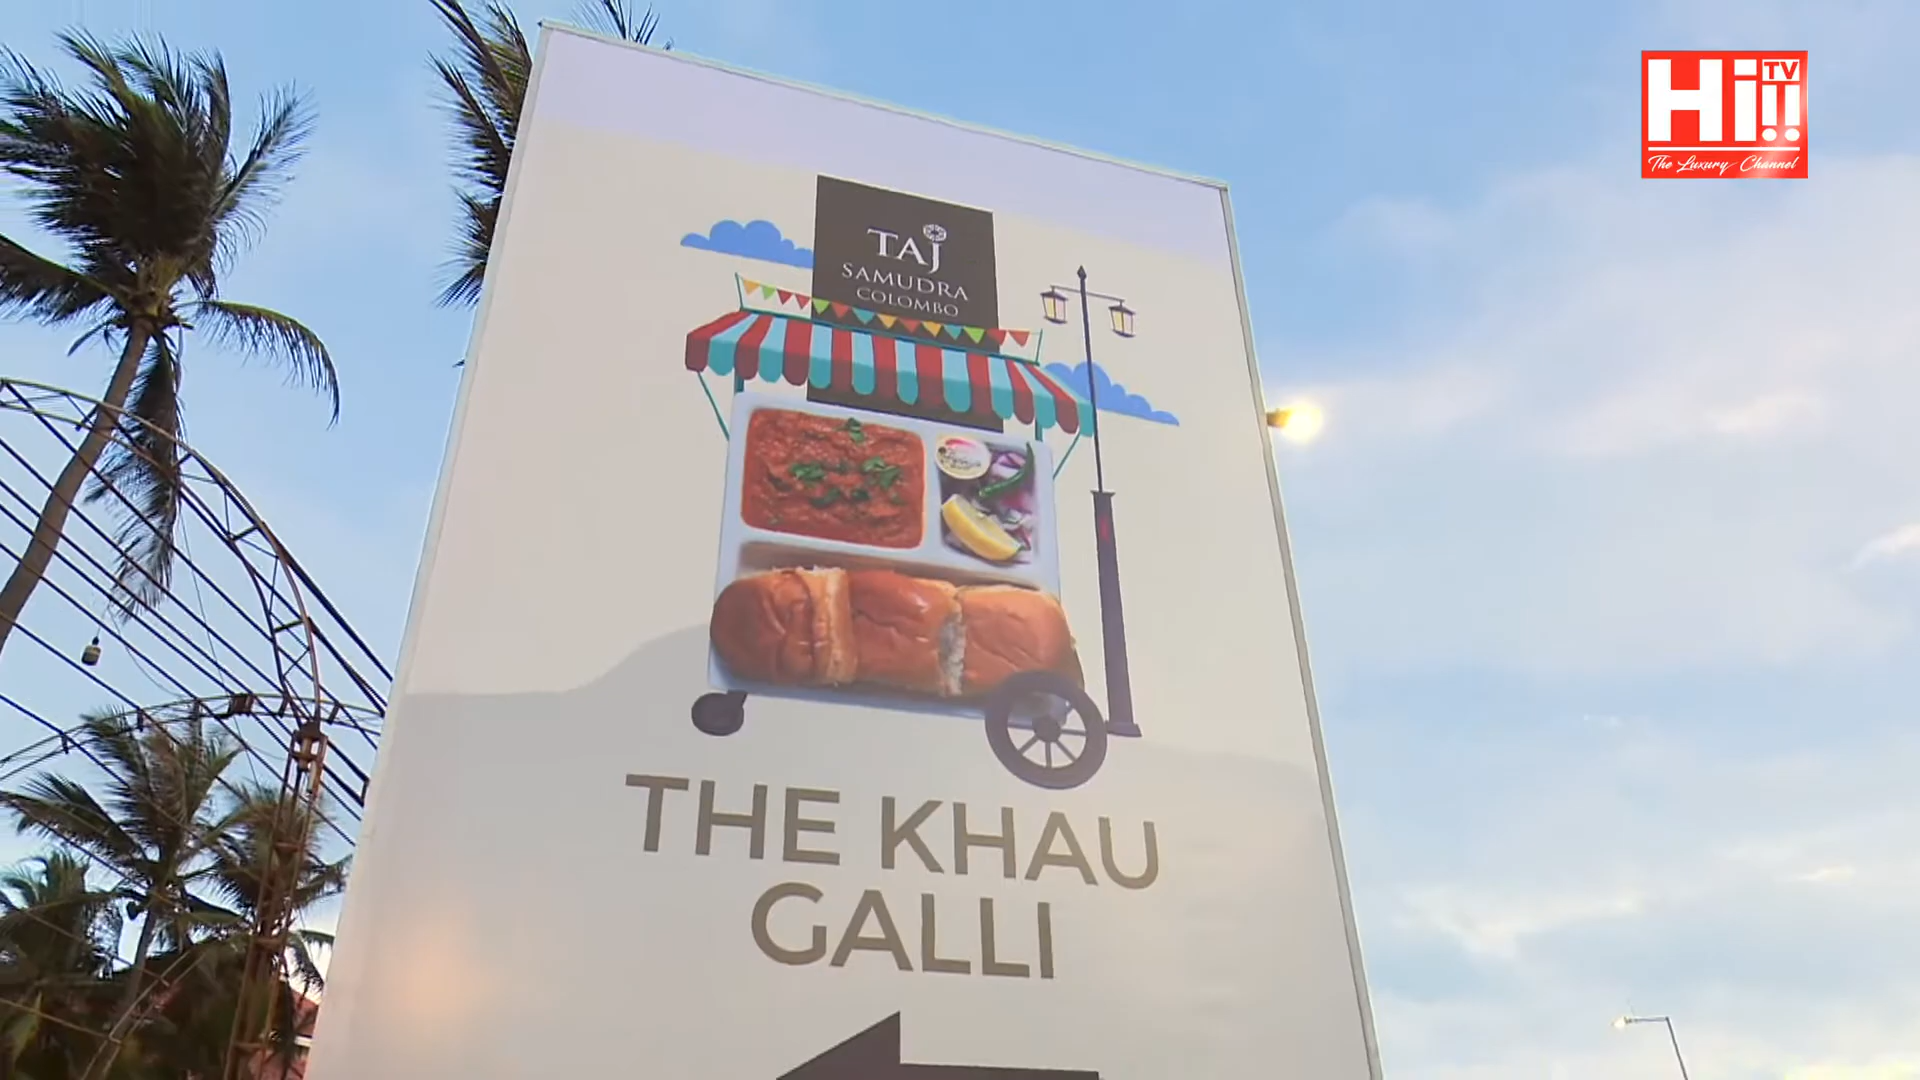 Hi!! TV
The Luxury Channel
TAJ
SAMUDRA
COLOMBO
THE KHAU
GALLI